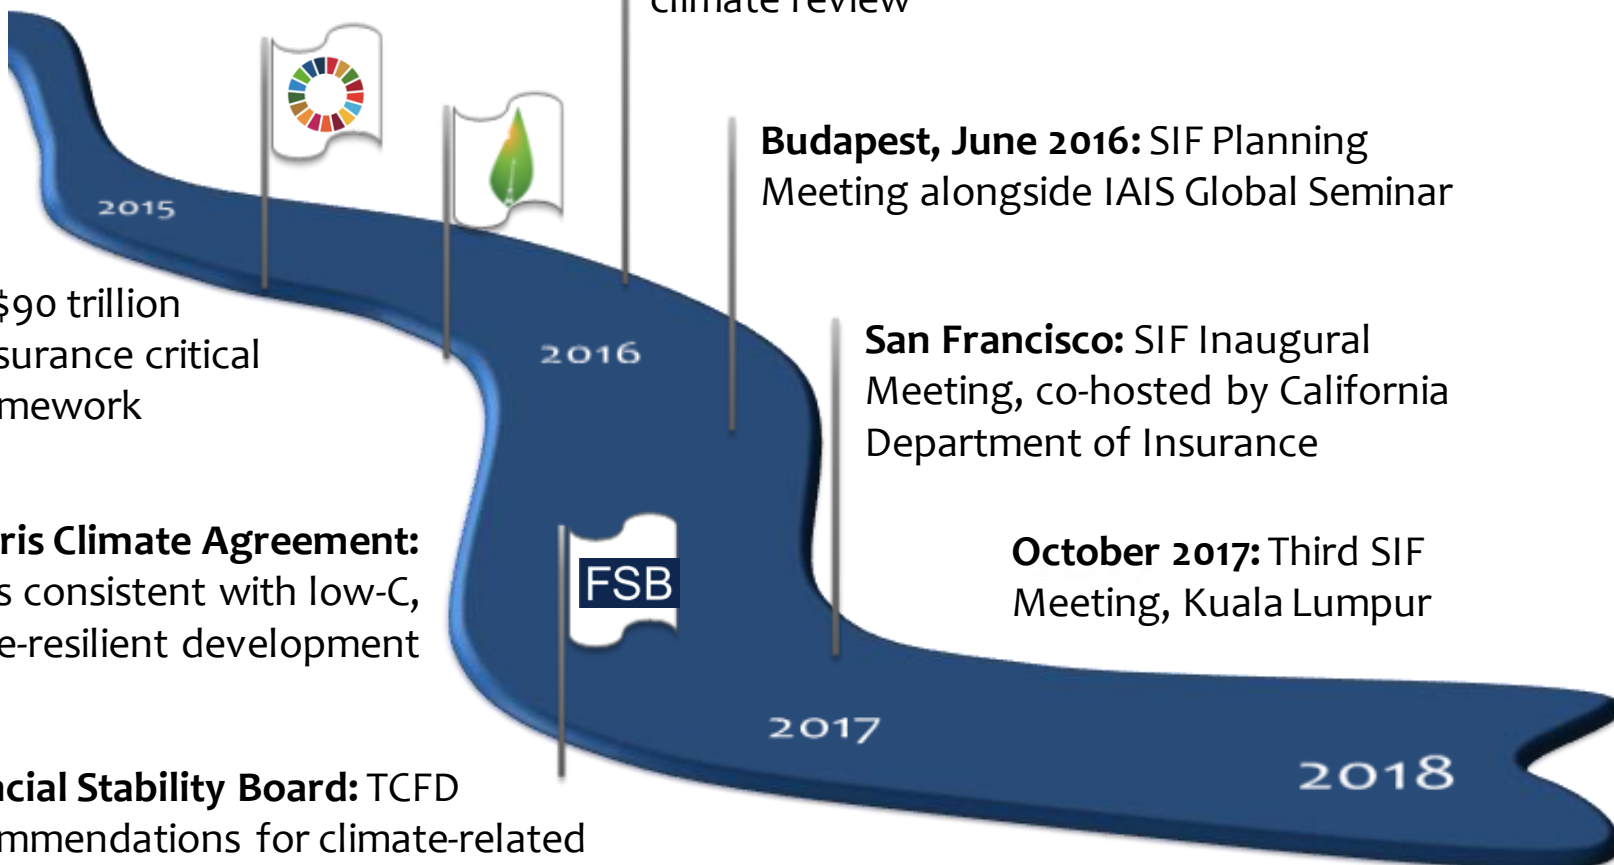 climate review
Budapest, June 2016: SIF Planning
Meeting alongside IAIS Global Seminar
2015
$90 trillion
surance critical
mework
2016
San Francisco: SIF Inaugural
Meeting, co-hosted by California
Department of Insurance
ris Climate Agreement:
s consistent with low-C,
e-resilient development
FSB
October 2017: Third SIF
Meeting, Kuala Lumpur
2017
2018
cial Stability Board: TCFD
mmendations for climate-related